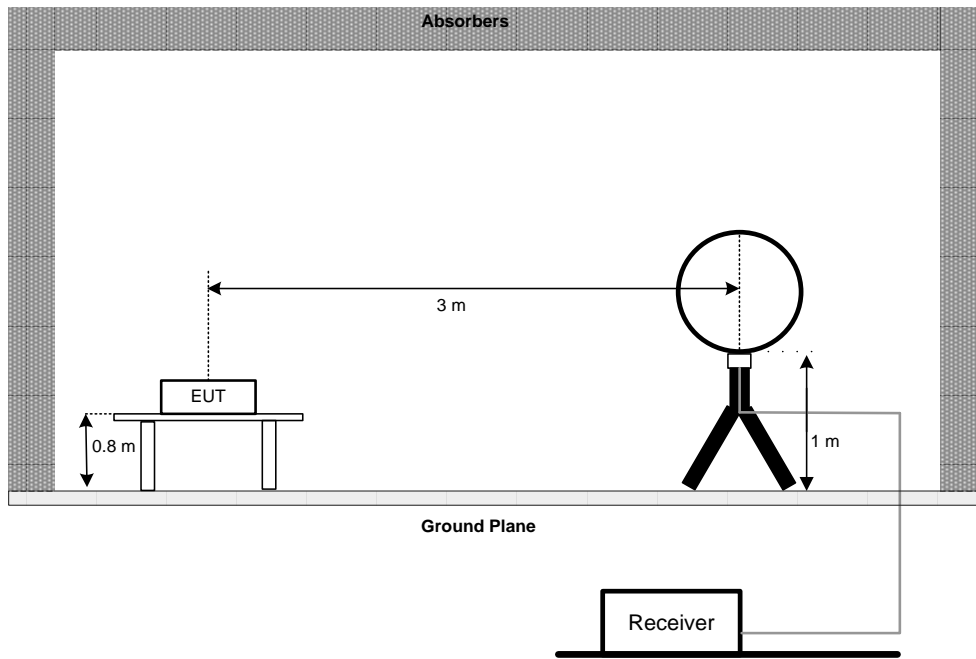 Absorbers
3 m
EUT
0.8 m
1 m
Ground Plane
Receiver